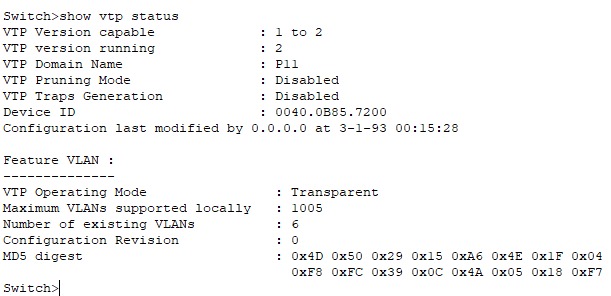 Switch>show vtp status
VTP Version capable : 1 to 2
VTP version running : 2
VTP Domain Name : P11
VTP Pruning Mode : Disabled
VTP Traps Generation : Disabled
Device ID : 0040.0B85.7200
Configuration last modified by 0.0.0.0 at 3-1-93 00:15:28
Feature VLAN :
--------------
VTP Operating Mode : Transparent
Maximum VLANs supported locally : 1005
Number of existing VLANs : 6
Configuration Revision : 0
MD5 digest : 0x4D 0x50 0x29 0x15 0xA6 0x4E 0x1F 0x04
0xF8 0xFC 0x39 0x0C 0x4A 0x05 0x18 0xF7
Switch>